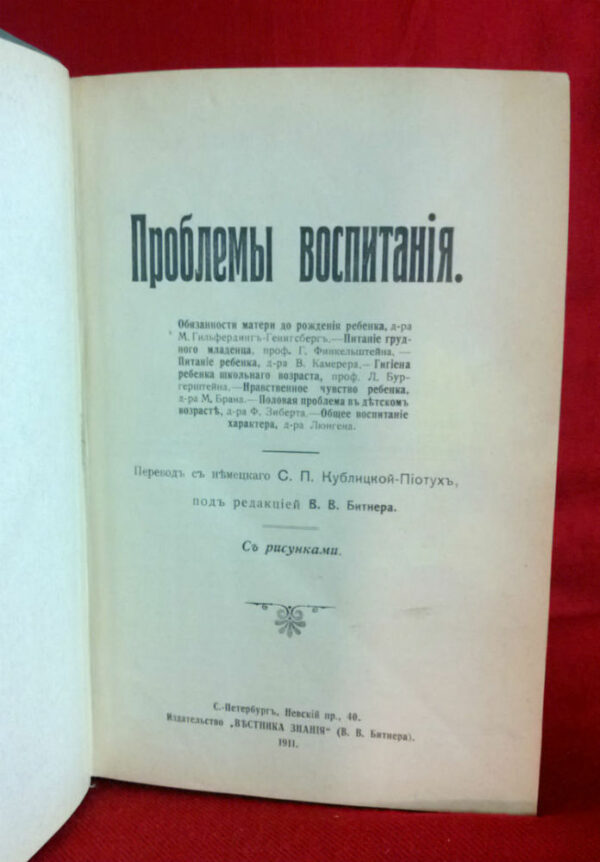 Проблемы воспитанія.
Обязанности матери до рожденія ребенка, д-ра
М. Гильфердингъ-Генигсбергъ.—Питаніе груд-
ного младенца, проф. Г. Финкельштейна.—
Питаніе ребенка, д-ра В. Камерера.—Гигіена
ребенка школьнаго возраста, проф. Л. Бур-
герштейна.—Нравственное чувство ребенка,
д-ра М. Брана.—Половая проблема въ дѣтскомъ
возрастѣ, д-ра Ф. Зиберта.—Общее воспитаніе
характера, д-ра Люнгена.
Переводъ съ нѣмецкаго С. П. Кублицкой-Піотухъ,
подъ редакціей В. В. Битнера.
Съ рисунками.
С.-Петербургъ, Невскій пр., 40.
Издательство „ВѢСТНИКА ЗНАНІЯ" (В. В. Битнера).
1911.